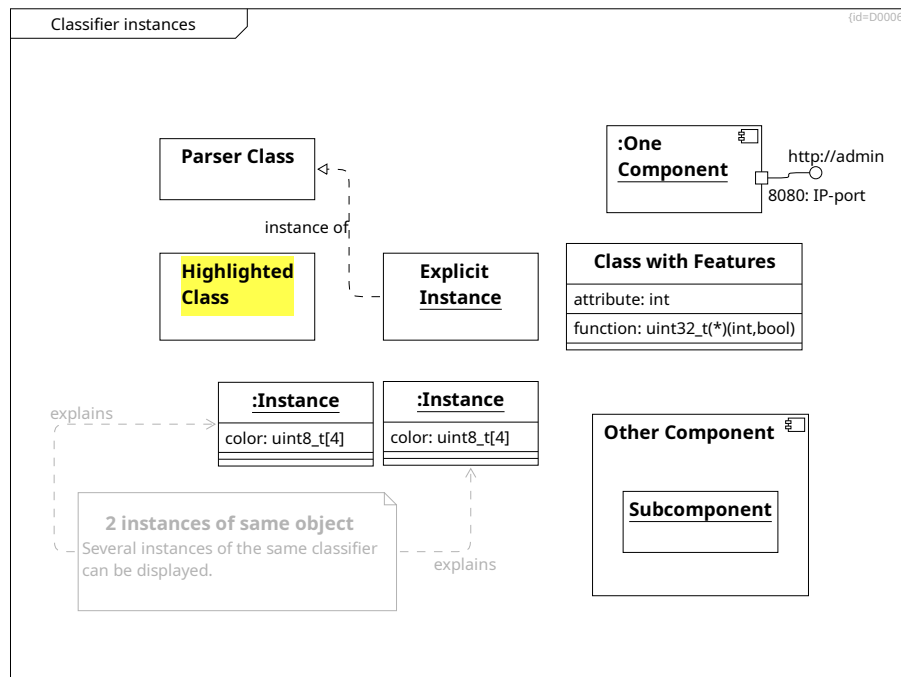 Classifier instances
{id=D0006
Parser Class
:One
Component
http://admin
8080: IP-port
instance of
Highlighted
Class
Explicit
Instance
Class with Features
attribute: int
function: uint32_t(*)(int,bool)
:Instance
color: uint8_t[4]
:Instance
color: uint8_t[4]
explains
Other Component
Subcomponent
2 instances of same object
Several instances of the same classifier
can be displayed.
explains